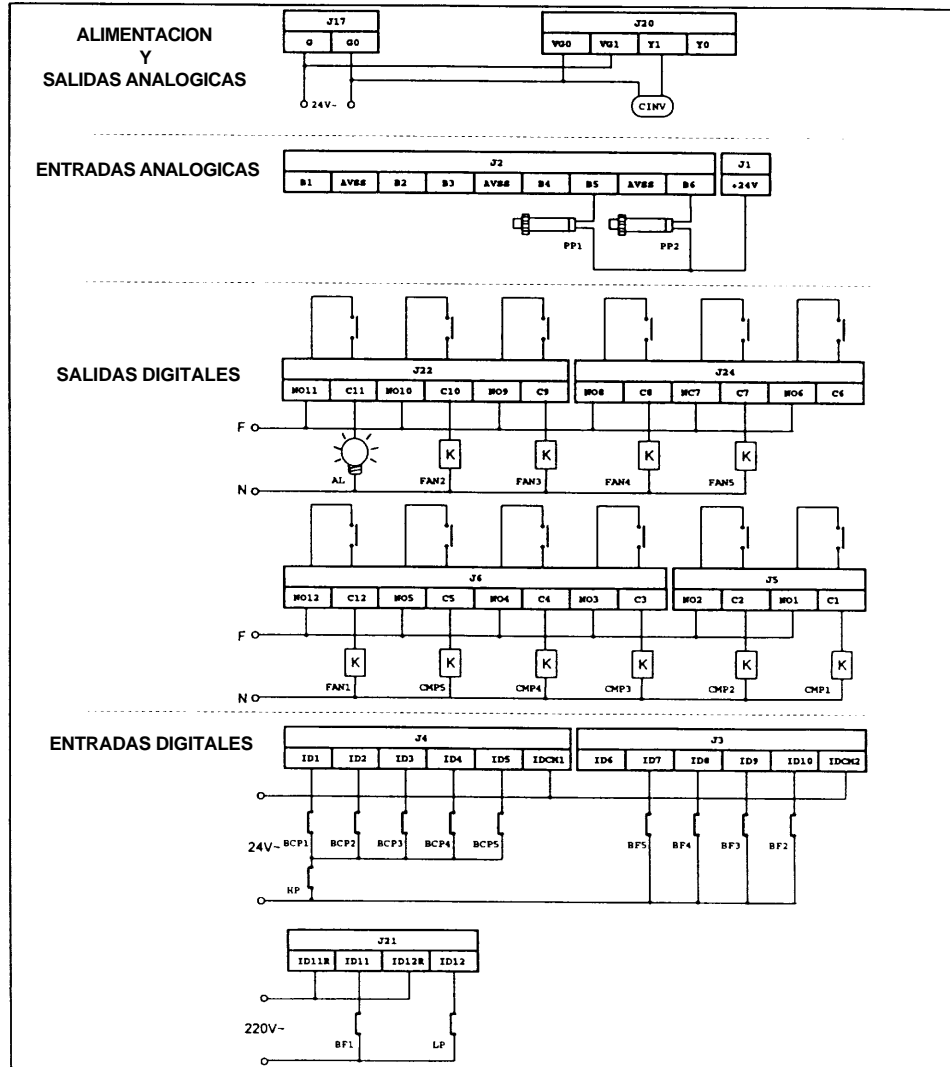 ALIMENTACION
Y
SALIDAS ANALOGICAS
J17
G G0
J20
VG0 VG1 Y1 Y0
24V~
CINV
ENTRADAS ANALOGICAS
J2
B1 AVSS B2 B3 AVSS B4 B5 AVSS B6
J1
+24V
PP1 PP2
SALIDAS DIGITALES
J22
NO11 C11 NO10 C10 NO9 C9
J24
NO8 C8 NC7 C7 NO6 C6
F
N
AL
K K K K
FAN2 FAN3 FAN4 FAN5
J6
NO12 C12 NO5 C5 NO4 C4 NO3 C3
J5
NO2 C2 NO1 C1
F
K K K K K K
N
FAN1 CMP5 CMP4 CMP3 CMP2 CMP1
ENTRADAS DIGITALES
J4
ID1 ID2 ID3 ID4 ID5 IDCM1
J3
ID6 ID7 ID8 ID9 ID10 IDCM2
24V~
BCP1 BCP2 BCP3 BCP4 BCP5 BF5 BF4 BF3 BF2
HP
J21
ID11R ID11 ID12R ID12
220V~
BF1 LP